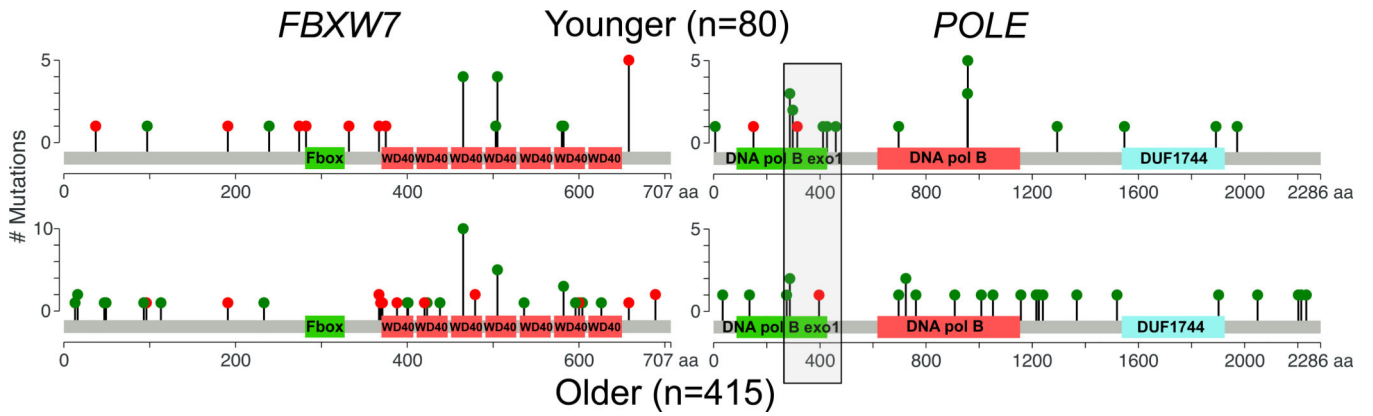 FBXW7 Younger (n=80) POLE
# Mutations
5
0
Fbox WD40 WD40 WD40 WD40 WD40 WD40 WD40
0 200 400 600 707 aa
5
0
DNA pol B exo1 DNA pol B DUF1744
0 400 800 1200 1600 2000 2286 aa
10
0
Fbox WD40 WD40 WD40 WD40 WD40 WD40 WD40
0 200 400 600 707 aa
5
0
DNA pol B exo1 DNA pol B DUF1744
0 400 800 1200 1600 2000 2286 aa
Older (n=415)